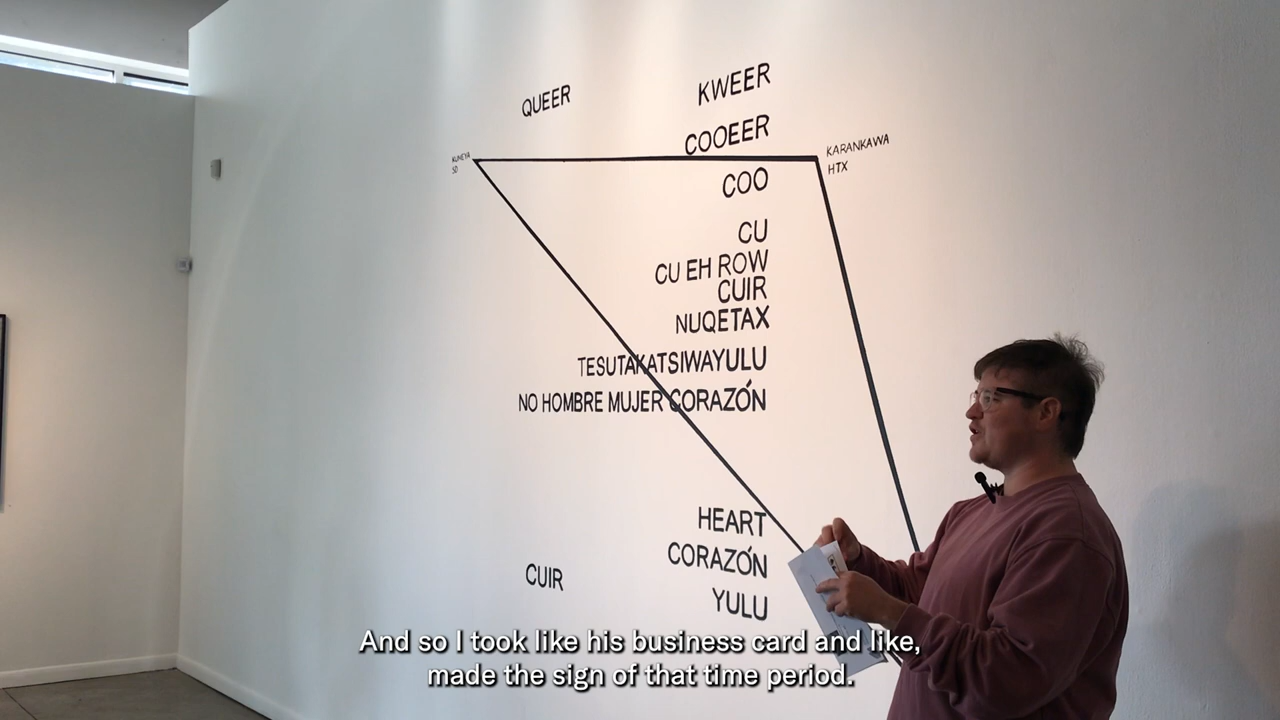 QUEER
KWEER
COOEER
KUMEYA
SD
KARANKAWA
HTX
COO
CU
CU EH ROW
CUIR
NUQETAX
TESUTAKATSIWAYULU
NO HOMBRE MUJER CORAZÓN
HEART
CORAZÓN
CUIR
YULU
And so I took like his business card and like,
made the sign of that time period.